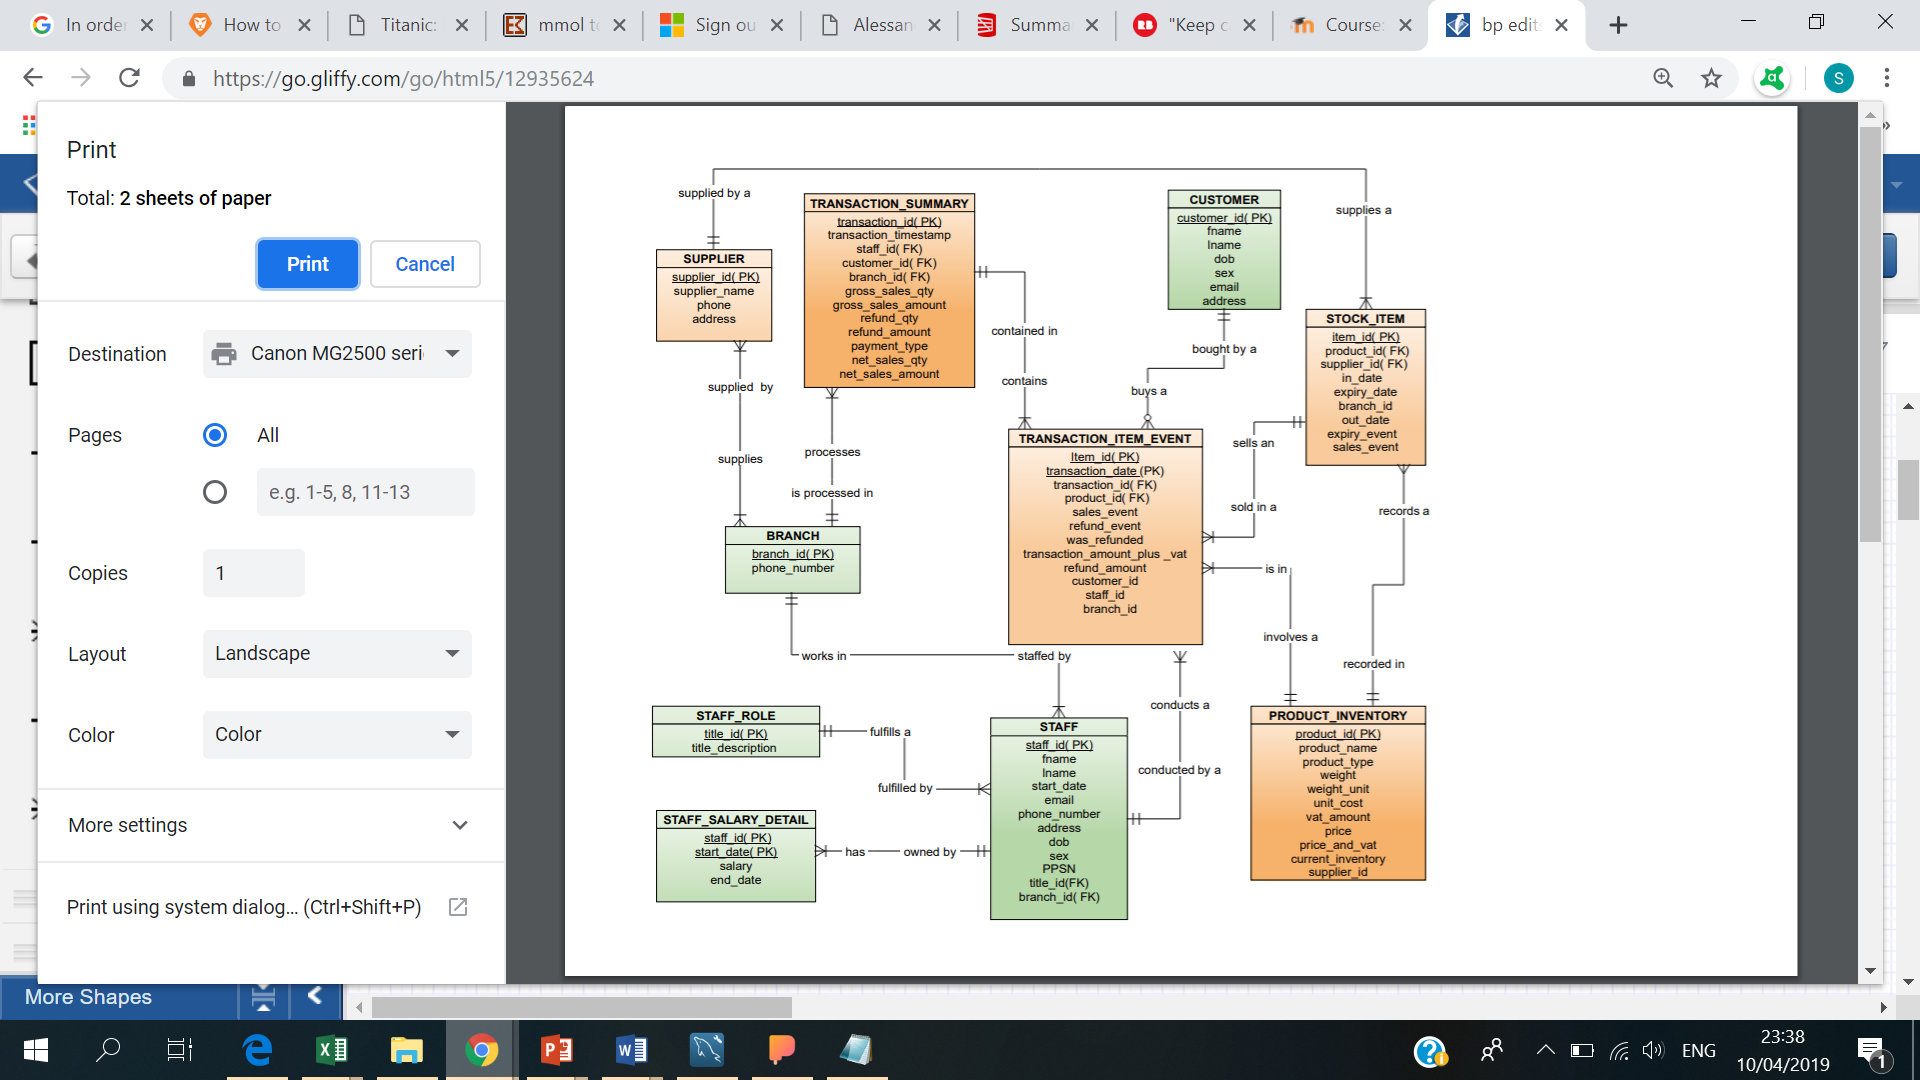 In order
How to
Titanic:
mmol to
Sign ou
Alessan
Summa
"Keep c
Course:
bp edit
https://go.gliffy.com/go/html5/12935624
S
Print
Total: 2 sheets of paper
Print
Cancel
Destination
Canon MG2500 seri
Pages
All
e.g. 1-5, 8, 11-13
Copies
1
Layout
Landscape
Color
Color
More settings
Print using system dialog... (Ctrl+Shift+P)
More Shapes
supplied by a
supplies a
SUPPLIER
supplier_id( PK)
supplier_name
phone
address
TRANSACTION_SUMMARY
transaction_id( PK)
transaction_timestamp
staff_id( FK)
customer_id( FK)
branch_id( FK)
gross_sales_qty
gross_sales_amount
refund_qty
refund_amount
payment_type
net_sales_qty
net_sales_amount
CUSTOMER
customer_id( PK)
fname
lname
dob
sex
email
address
STOCK_ITEM
item_id( PK)
product_id( FK)
supplier_id( FK)
in_date
expiry_date
branch_id
out_date
expiry_event
sales_event
contained in
contains
bought by a
buys a
supplied by
supplies
processes
is processed in
sells an
sold in a
records a
recorded in
TRANSACTION_ITEM_EVENT
Item_id( PK)
transaction_date (PK)
transaction_id( FK)
product_id( FK)
sales_event
refund_event
was_refunded
transaction_amount_plus _vat
refund_amount
customer_id
staff_id
branch_id
BRANCH
branch_id( PK)
phone_number
is in
involves a
works in
staffed by
conducts a
conducted by a
STAFF_ROLE
title_id( PK)
title_description
fulfills a
fulfilled by
STAFF_SALARY_DETAIL
staff_id( PK)
start_date( PK)
salary
end_date
has
owned by
STAFF
staff_id( PK)
fname
lname
start_date
email
phone_number
address
dob
sex
PPSN
title_id(FK)
branch_id( FK)
PRODUCT_INVENTORY
product_id( PK)
product_name
product_type
weight
weight_unit
unit_cost
vat_amount
price
price_and_vat
current_inventory
supplier_id
ENG
23:38
10/04/2019
1